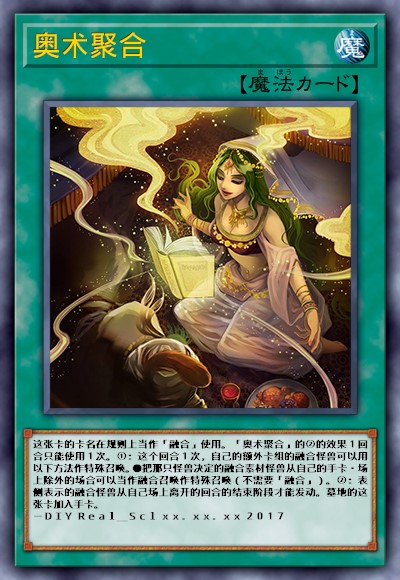 奥术聚合
魔
【魔法カード】
まほう
这张卡的卡名在规则上当作「融合」使用。「奥术聚合」的②的效果1回
合只能使用1次。①：这个回合1次，自己的额外卡组的融合怪兽可以用
以下方法作特殊召唤。●把那只怪兽决定的融合素材怪兽从自己的手卡·场
上除外的场合可以当作融合召唤作特殊召唤（不需要「融合」）。②：表
侧表示的融合怪兽从自己场上离开的回合的结束阶段才能发动。墓地的这
张卡加入手卡。
－DIYReal_Sclxx.xx.xx2017